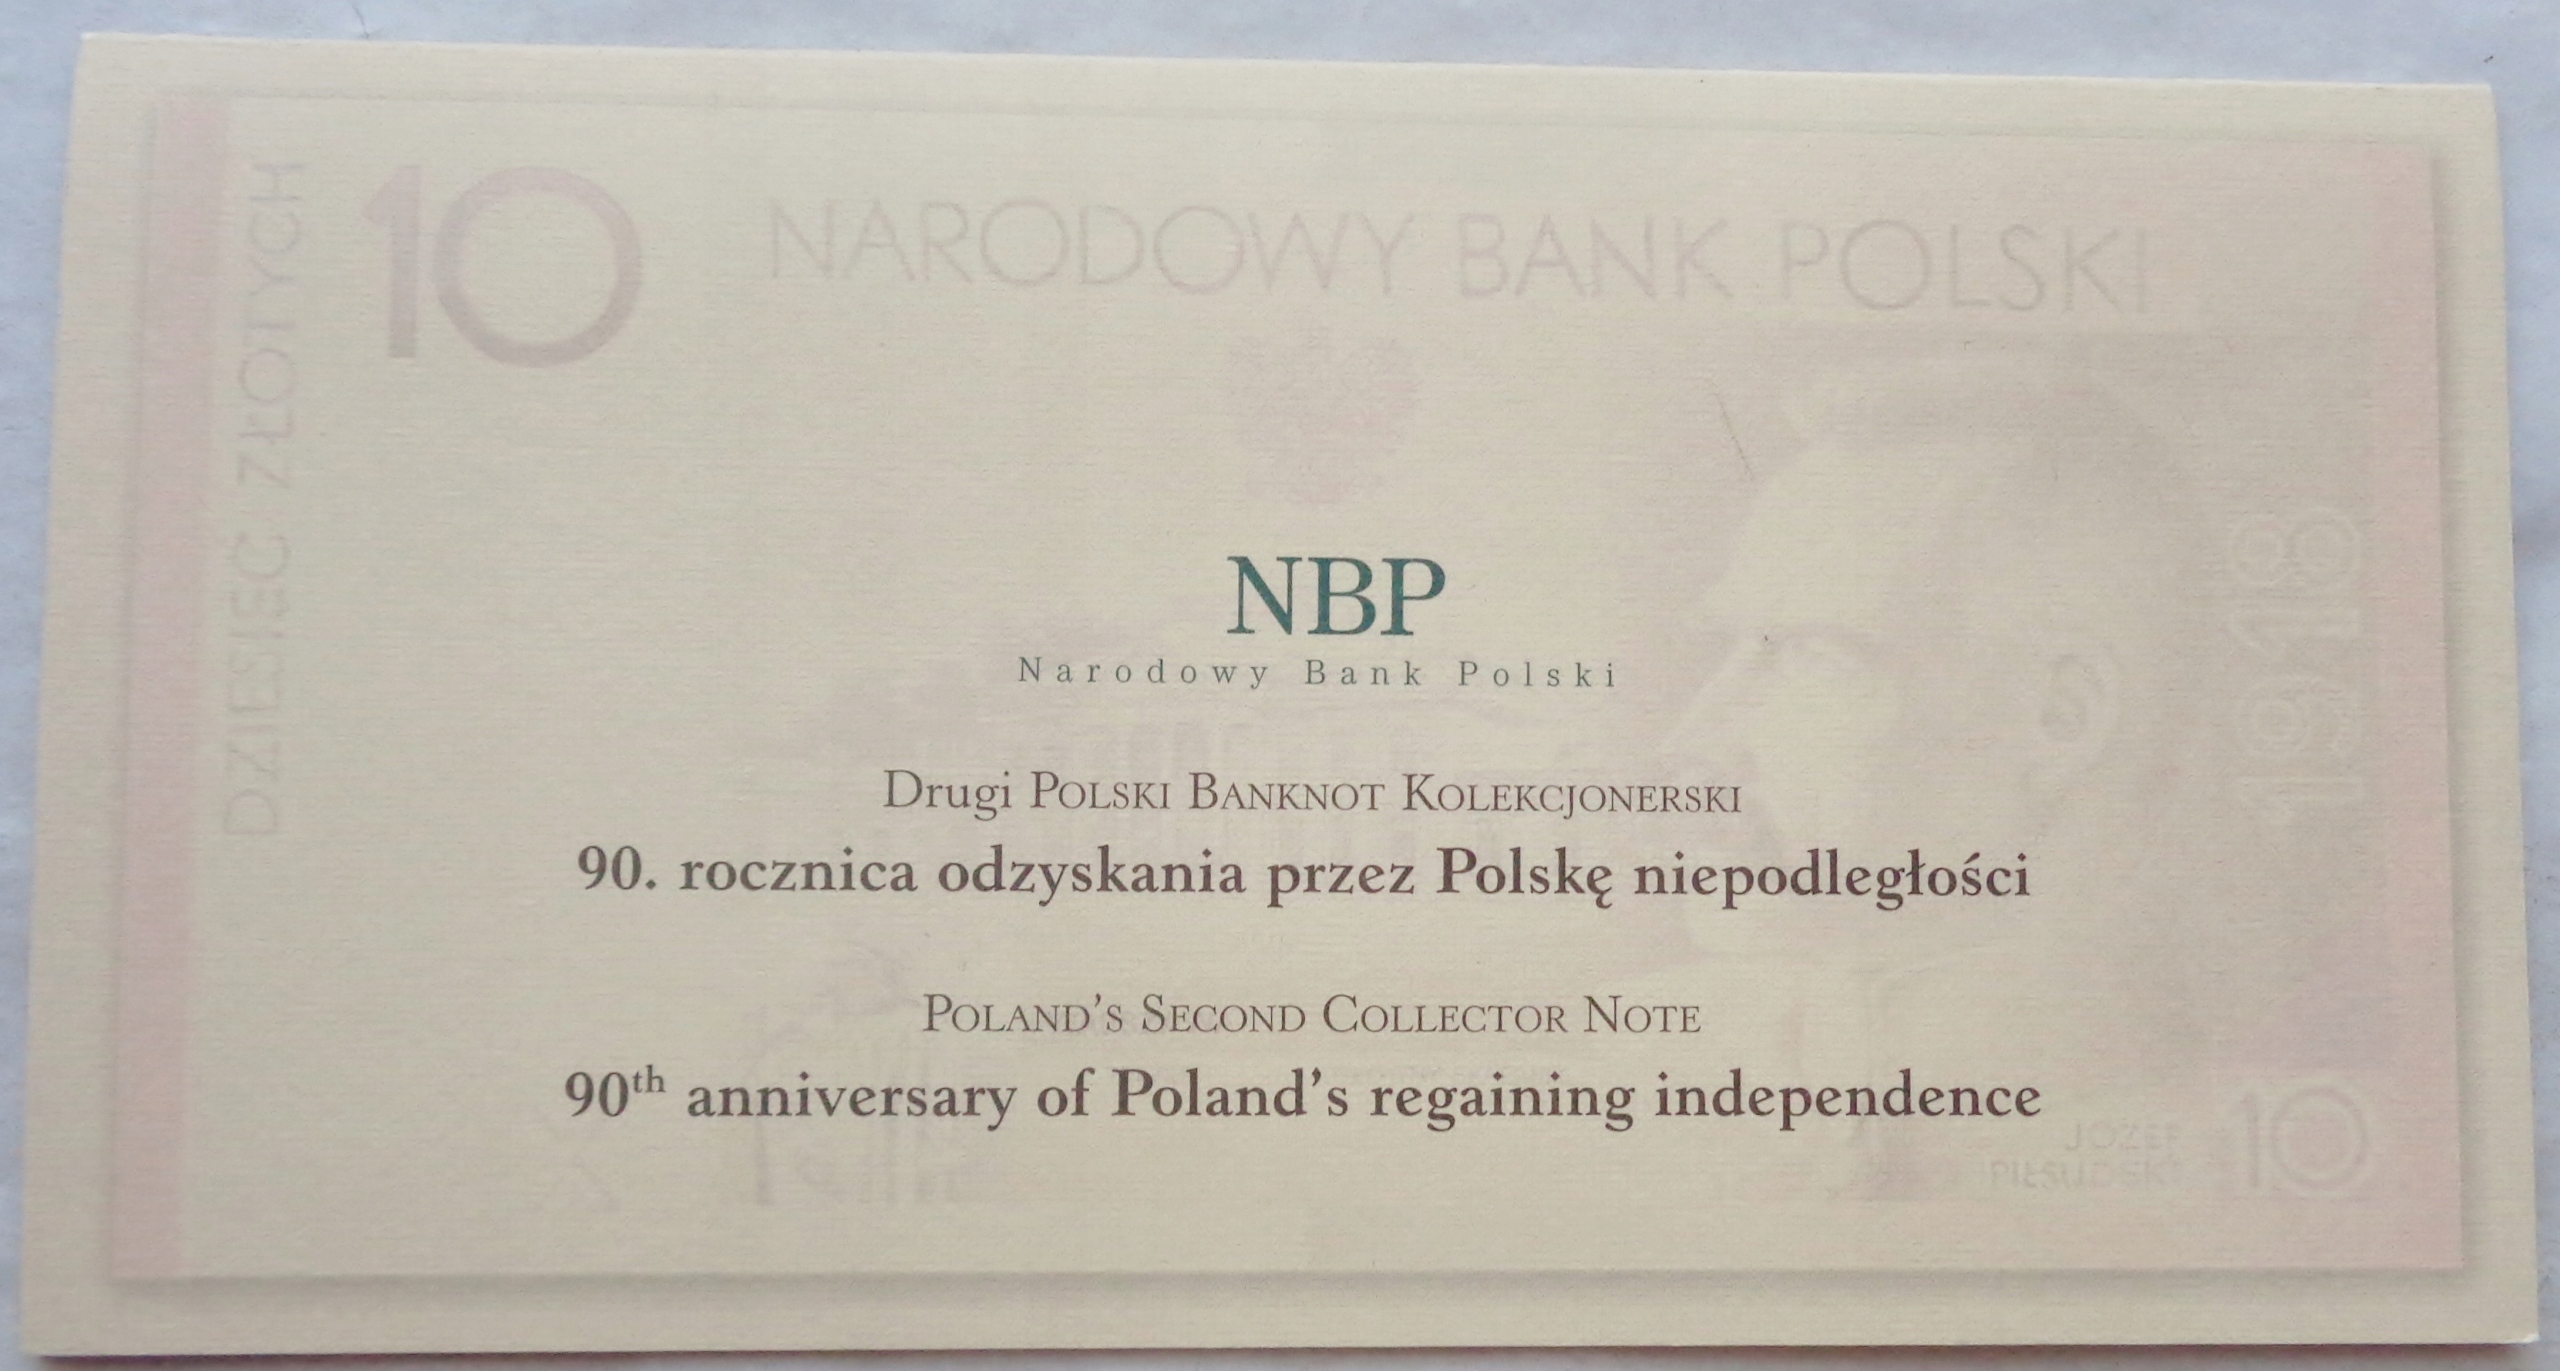 10
NARODOWY BANK POLSKI
DZIESIĘĆ ZŁOTYCH
1918
NBP
Narodowy Bank Polski
Drugi POLSKI BANKNOT KOLEKCJONERSKI
90. rocznica odzyskania przez Polskę niepodległości
POLAND'S SECOND COLLECTOR NOTE
90th anniversary of Poland's regaining independence
JÓZEF
PIŁSUDSKI
10